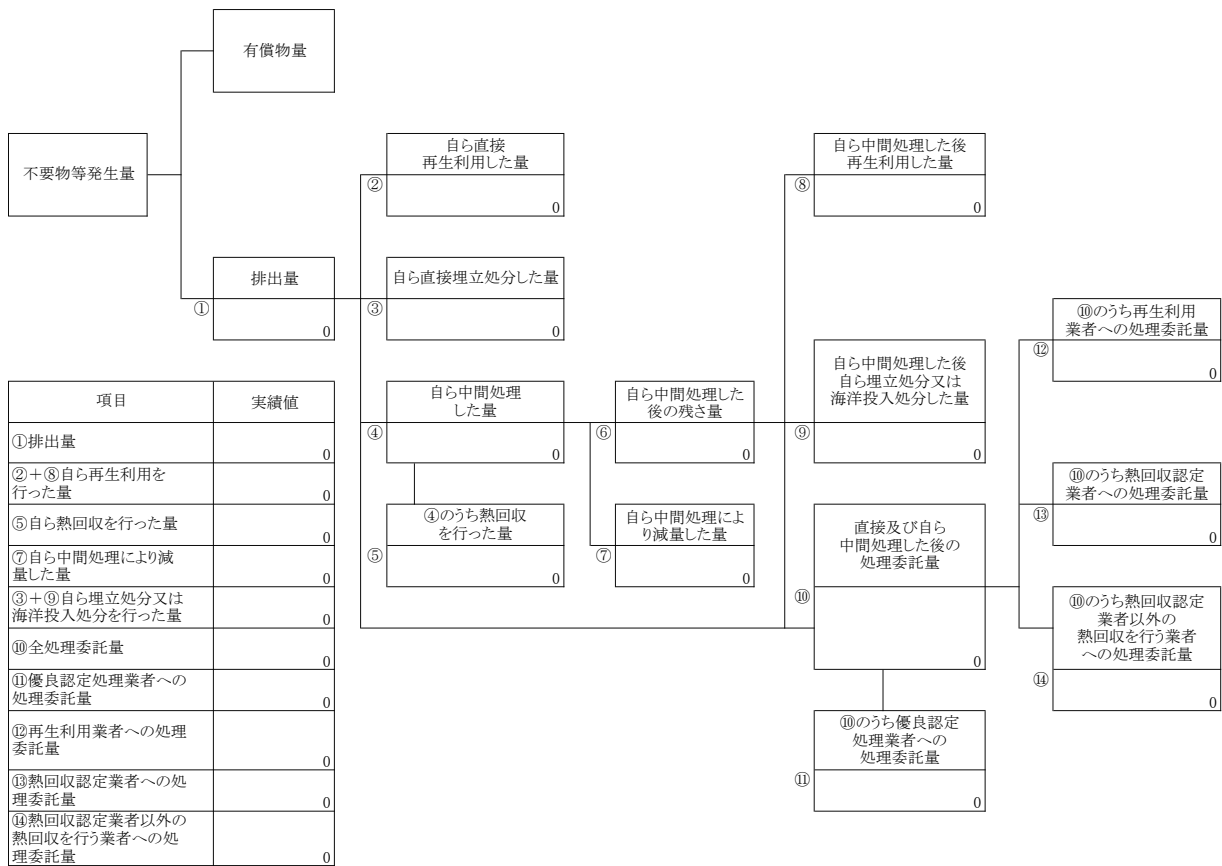 有償物量
不要物等発生量
自ら直接
再生利用した量
②
0
自ら中間処理した後
再生利用した量
⑧
0
排出量
①
0
自ら直接埋立処分した量
③
0
⑩のうち再生利用
業者への処理委託量
⑫
0
自ら中間処理
した量
④
0
自ら中間処理した
後の残さ量
⑥
0
自ら中間処理した後
自ら埋立処分又は
海洋投入処分した量
⑨
0
⑩のうち熱回収認定
業者への処理委託量
⑬
0
④のうち熱回収
を行った量
⑤
0
自ら中間処理によ
り減量した量
⑦
0
直接及び自ら
中間処理した後の
処理委託量
⑩
0
⑩のうち熱回収認定
業者以外の
熱回収を行う業者
への処理委託量
⑭
0
⑩のうち優良認定
処理業者への
処理委託量
⑪
0
項目 実績値
①排出量 0
②＋⑧自ら再生利用を
行った量 0
⑤自ら熱回収を行った量 0
⑦自ら中間処理により減
量した量 0
③＋⑨自ら埋立処分又は
海洋投入処分を行った量 0
⑩全処理委託量 0
⑪優良認定処理業者への
処理委託量 0
⑫再生利用業者への処理
委託量 0
⑬熱回収認定業者への処
理委託量 0
⑭熱回収認定業者以外の
熱回収を行う業者への処
理委託量 0